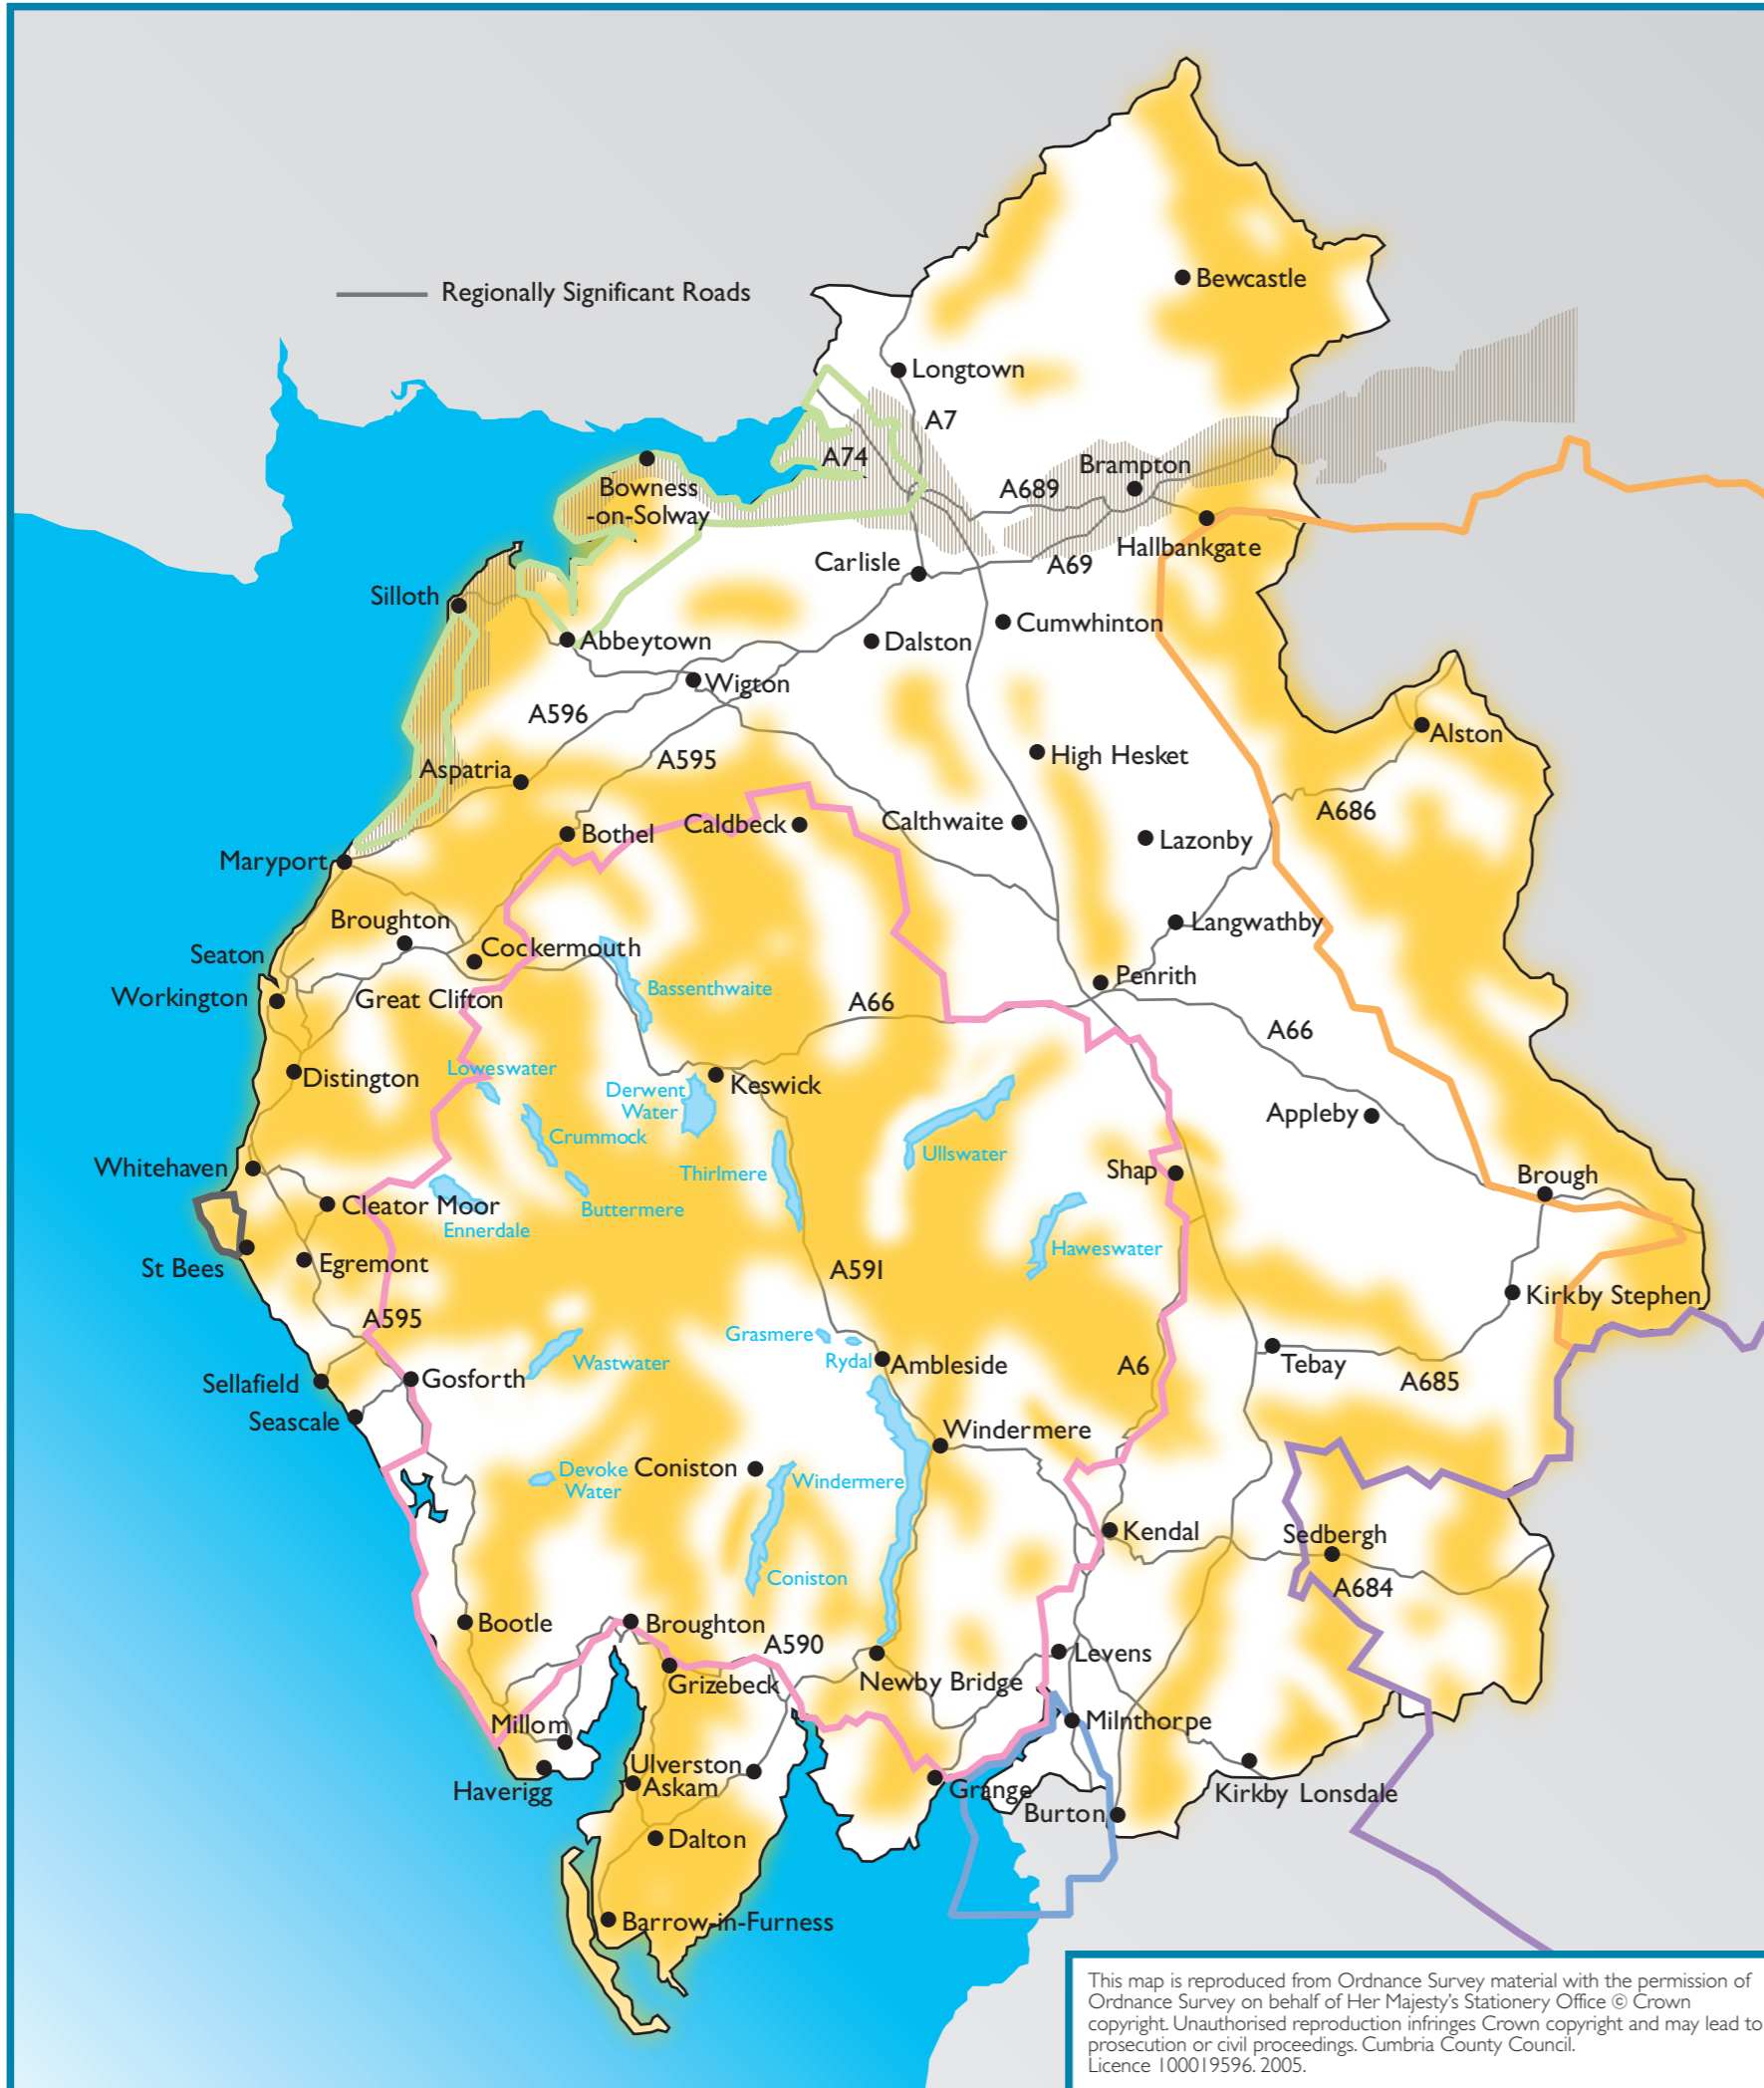 Bewcastle
Regionally Significant Roads
Longtown
A7
A74
Brampton
Bowness
-on-Solway
A689
Hallbankgate
Carlisle
A69
Silloth
Cumwhinton
Abbeytown
Dalston
Wigton
A596
Alston
A595
High Hesket
Aspatria
A686
Caldbeck
Calthwaite
Bothel
Lazonby
Maryport
Broughton
Langwathby
Cockermouth
Seaton
Penrith
Bassenthwaite
Workington
Great Clifton
A66
A66
Loweswater
Distington
Derwent
Water
Keswick
Appleby
Crummock
Ullswater
Whitehaven
Thirlmere
Shap
Brough
Cleator Moor
Buttermere
Ennerdale
Haweswater
St Bees
Egremont
A591
Kirkby Stephen
A595
Grasmere
Wastwater
Rydal
Ambleside
Tebay
A6
Gosforth
A685
Sellafield
Seascale
Windermere
Devoke
Water
Coniston
Windermere
Kendal
Sedbergh
Coniston
A684
Bootle
Broughton
A590
Levens
Newby Bridge
Grizebeck
Millom
Milnthorpe
Ulverston
Askam
Haverigg
Grange
Kirkby Lonsdale
Burton
Dalton
Barrow-in-Furness
This map is reproduced from Ordnance Survey material with the permission of
Ordnance Survey on behalf of Her Majesty's Stationery Office © Crown
copyright. Unauthorised reproduction infringes Crown copyright and may lead to
prosecution or civil proceedings. Cumbria County Council.
Licence 100019596. 2005.